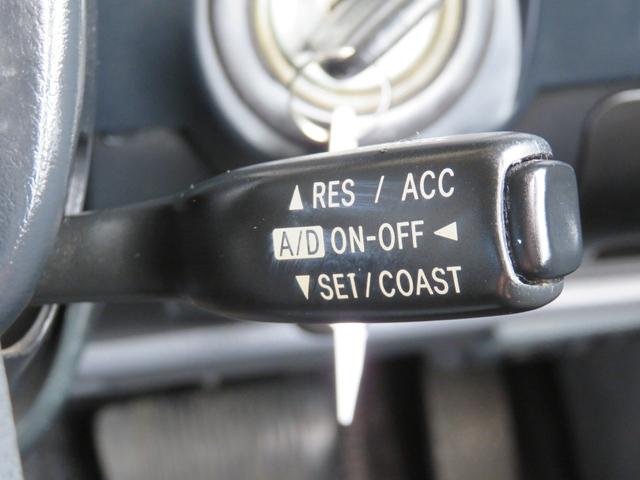 ▲ RES / ACC
A/D ON-OFF ◀
▼ SET / COAST